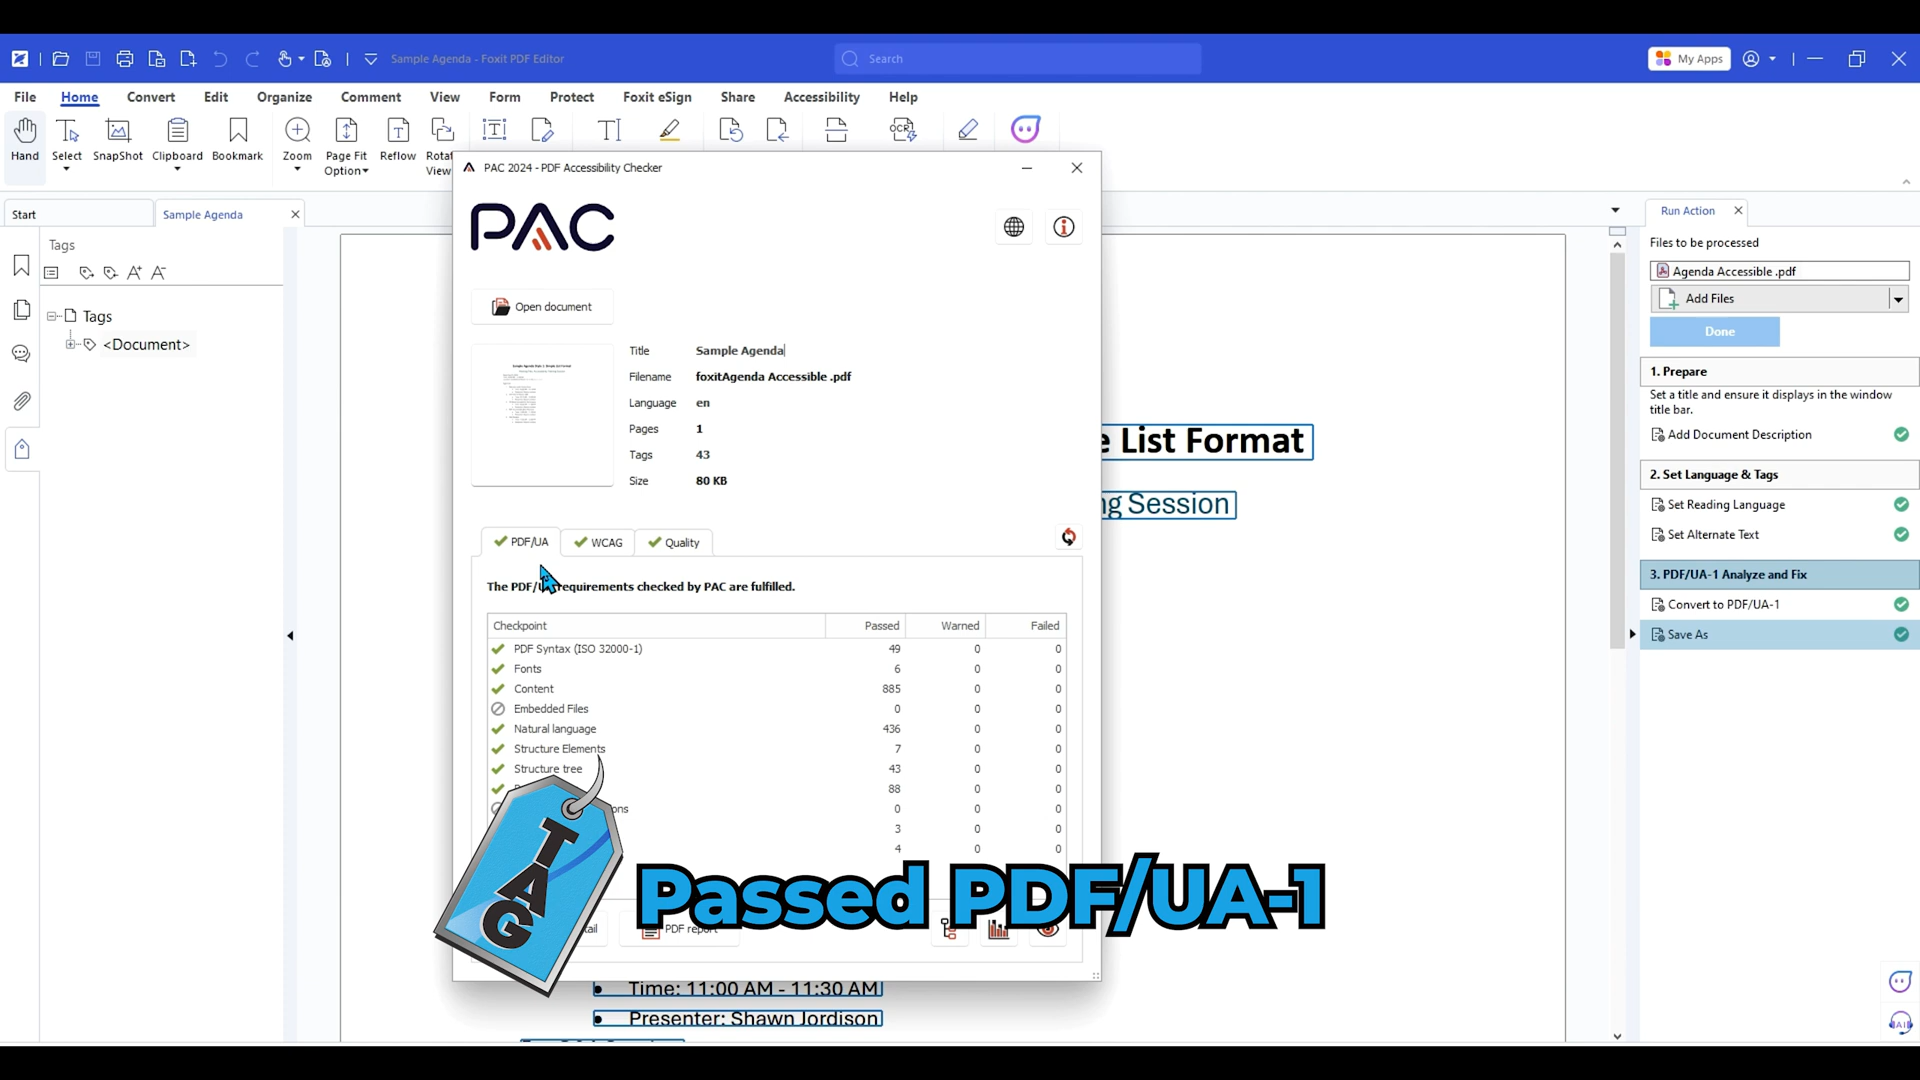 Sample Agenda - Foxit PDF Editor
Search
My Apps
File Home Convert Edit Organize Comment View Form Protect Foxit eSign Share Accessibility Help
Hand
Select
SnapShot
Clipboard
Bookmark
Zoom
Page Fit
Option
Reflow
View
OCR
Start
Sample Agenda
Tags
Tags
<Document>
PAC 2024 - PDF Accessibility Checker
PAC
Open document
Title Sample Agenda
Filename foxitAgenda Accessible .pdf
Language en
Pages 1
Tags 43
Size 80 KB
PDF/UA
WCAG
Quality
The PDF/U requirements checked by PAC are fulfilled.
Checkpoint Passed Warned Failed
PDF Syntax (ISO 32000-1) 49 0 0
Fonts 6 0 0
Content 885 0 0
Embedded Files 0 0 0
Natural language 436 0 0
Structure Elements 7 0 0
Structure tree 43 0 0
88 0 0
0 0 0
3 0 0
4 0 0
PDF report
TAG
Passed PDF/UA-1
List Format
Session
• Time: 11:00 AM - 11:30 AM
• Presenter: Shawn Jordison
Run Action
Files to be processed
Agenda Accessible .pdf
Add Files
Done
1. Prepare
Set a title and ensure it displays in the window
title bar.
Add Document Description
2. Set Language & Tags
Set Reading Language
Set Alternate Text
3. PDF/UA-1 Analyze and Fix
Convert to PDF/UA-1
Save As
AI